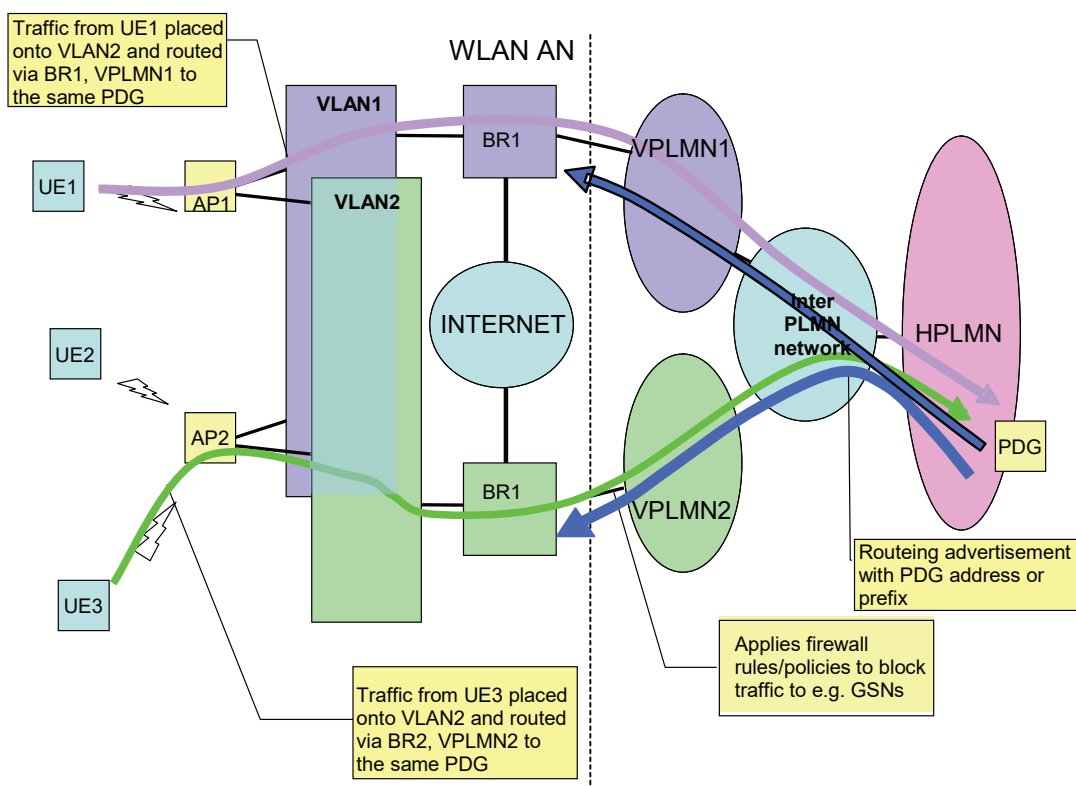 Traffic from UE1 placed
onto VLAN2 and routed
via BR1, VPLMN1 to
the same PDG
WLAN AN
VLAN1
BR1
VPLMN1
UE1
AP1
VLAN2
INTERNET
Inter
PLMN
network
HPLMN
UE2
AP2
PDG
BR1
VPLMN2
UE3
Routeing advertisement
with PDG address or
prefix
Applies firewall
rules/policies to block
traffic to e.g. GSNs
Traffic from UE3 placed
onto VLAN2 and routed
via BR2, VPLMN2 to
the same PDG